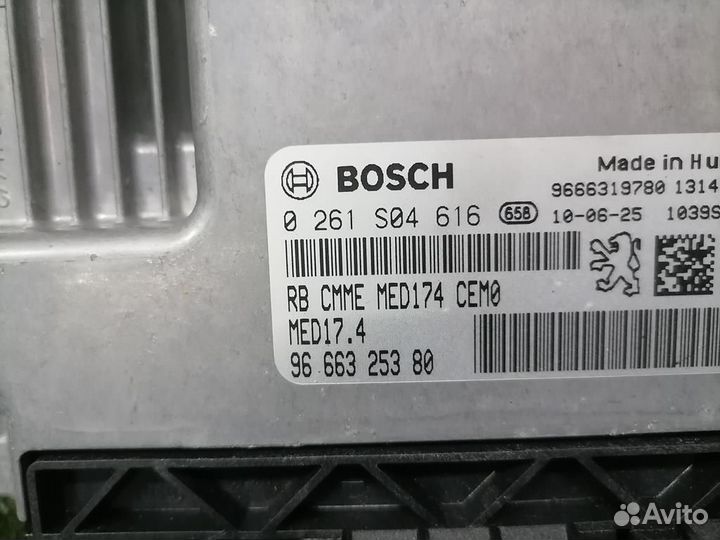 BOSCH
Made in Hu
9666319780 1314
0 261 S04 616 658 10-06-25 1039S
RB CMME MED174 CEM0
MED17.4
96 663 253 80
Avito